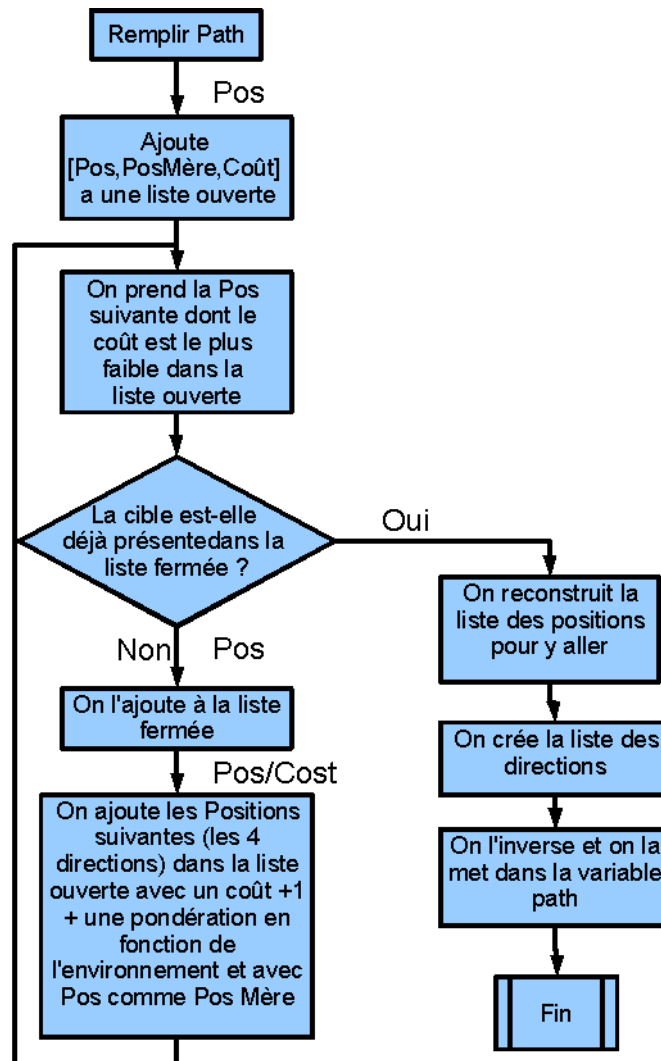 Remplir Path
Pos
Ajoute
[Pos,PosMère,Coût]
a une liste ouverte
On prend la Pos
suivante dont le
coût est le plus
faible dans la
liste ouverte
La cible est-elle
déjà présentedans la
liste fermée ?
Oui
Non
Pos
On l'ajoute à la liste
fermée
Pos/Cost
On ajoute les Positions
suivantes (les 4
directions) dans la liste
ouverte avec un coût +1
+ une pondération en
fonction de
l'environnement et avec
Pos comme Pos Mère
On reconstruit la
liste des positions
pour y aller
On crée la liste des
directions
On l'inverse et on la
met dans la variable
path
Fin